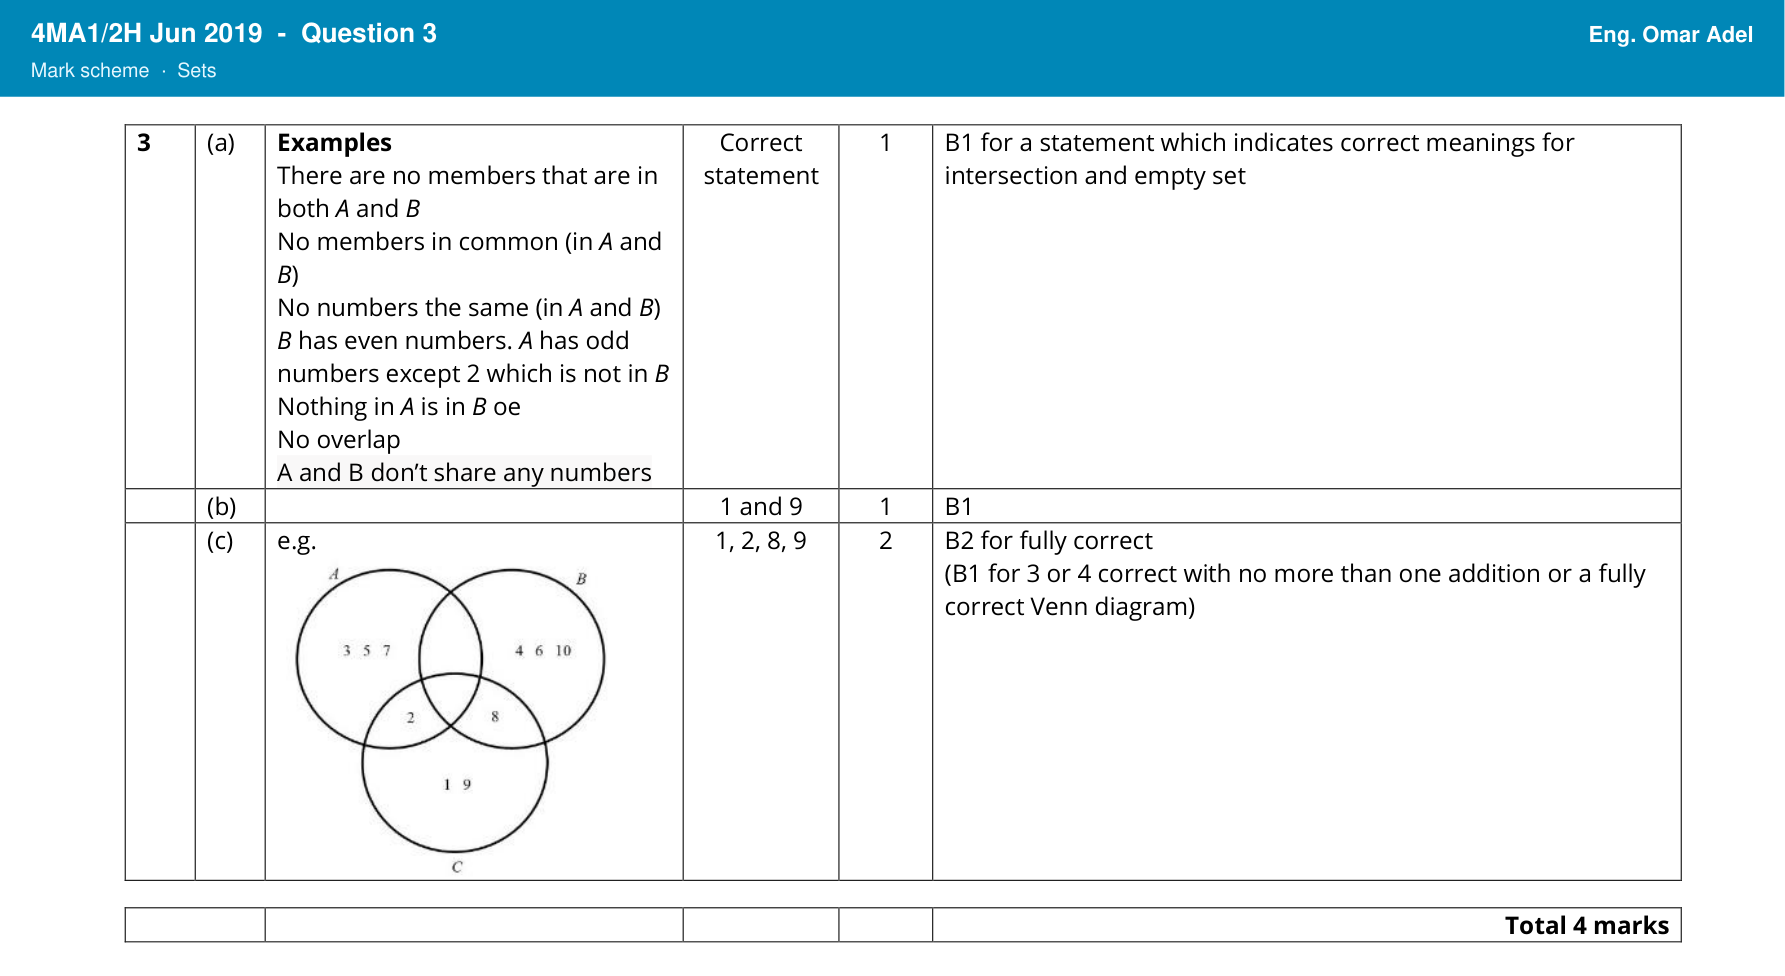 4MA1/2H Jun 2019 - Question 3
Eng. Omar Adel
Mark scheme · Sets
3 (a) Examples Correct 1 B1 for a statement which indicates correct meanings for
There are no members that are in statement intersection and empty set
both A and B
No members in common (in A and
B)
No numbers the same (in A and B)
B has even numbers. A has odd
numbers except 2 which is not in B
Nothing in A is in B oe
No overlap
A and B don’t share any numbers
(b) 1 and 9 1 B1
(c) e.g. 1, 2, 8, 9 2 B2 for fully correct
(B1 for 3 or 4 correct with no more than one addition or a fully
correct Venn diagram)
A B
3 5 7 4 6 10
2 8
1 9
C
Total 4 marks